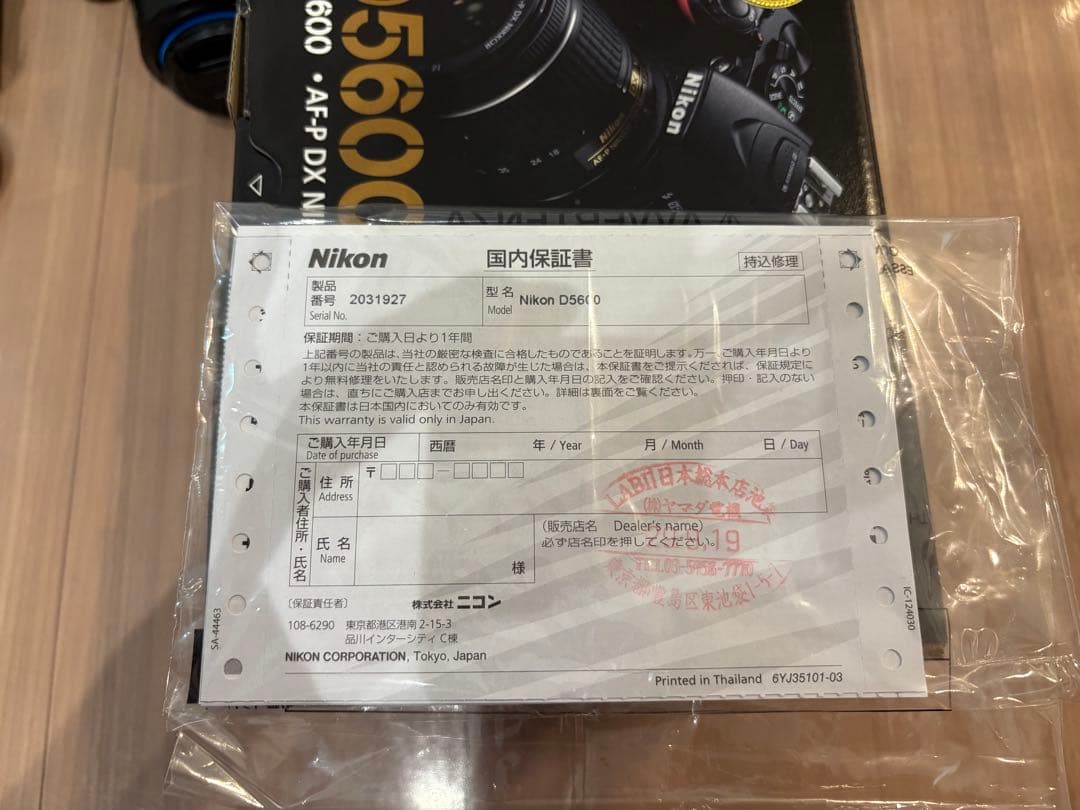 D5600
600・AF-P DX NI
Nikon
Nikon
Nikon 国内保証書 持込修理
製品番号 2031927
Serial No.
型名 Nikon D5600
Model
保証期間：ご購入日より1年間
上記番号の製品は、当社の厳密な検査に合格したものであることを証明します。万一、ご購入年月日より
1年以内に当社の責任と認められる故障が生じた場合は、本保証書をご提示くだされば、保証規定に
より無料修理をいたします。販売店名印と購入年月日の記入をご確認ください。押印・記入のない
場合は、直ちにご購入店までお申し出ください。詳細は裏面をご覧ください。
本保証書は日本国内においてのみ有効です。
This warranty is valid only in Japan.
ご購入年月日 西暦 年 / Year 月 / Month 日 / Day
Date of purchase
ご購入者住所・氏名
住所 〒
Address
氏名
Name
様
(販売店名 Dealer's name)
必ず店名印を押してください。
LABI1日本総本店池
(株)ヤマダ電機
19
東京都豊島区東池袋
〔保証責任者〕 株式会社 ニコン
108-6290 東京都港区港南 2-15-3
品川インターシティ C棟
NIKON CORPORATION, Tokyo, Japan
Printed in Thailand 6YJ35101-03
SA-44463
IC-124030